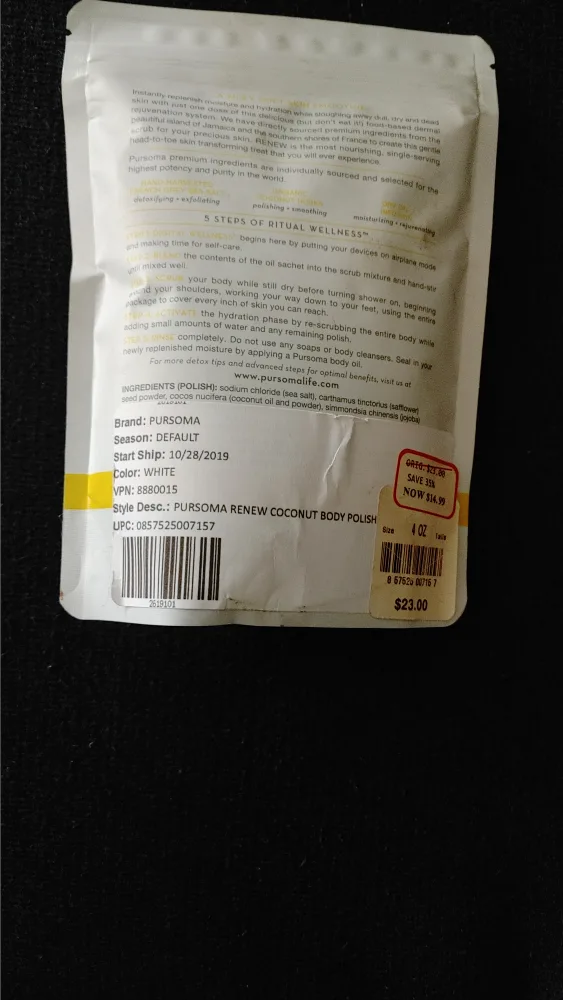 Instantly replenish moisture and hydration while sloughing away dull, dry and dead
skin with just one dose of this delicious (but don't eat it!) food-based dermal
rejuvenation system. We have directly sourced premium ingredients from the
beautiful island of Jamaica and the southern shores of France to create this gentle
scrub for your precious skin. RENEW is the most nourishing, single-serving
head-to-toe skin transforming treat that you will ever experience.
Pursoma premium ingredients are individually sourced and selected for the
highest potency and purity in the world.
detoxifying • exfoliating
polishing • smoothing
moisturizing • rejuvenating
5 STEPS OF RITUAL WELLNESS™
begins here by putting your devices on airplane mode
and making time for self-care.
the contents of the oil sachet into the scrub mixture and hand-stir
until mixed well.
your body while still dry before turning shower on, beginning
your shoulders, working your way down to your feet, using the entire
package to cover every inch of skin you can reach.
ACTIVATE the hydration phase by re-scrubbing the entire body while
adding small amounts of water and any remaining polish.
RINSE completely. Do not use any soaps or body cleansers. Seal in your
newly replenished moisture by applying a Pursoma body oil.
For more detox tips and advanced steps for optimal benefits, visit us at
www.pursomalife.com
INGREDIENTS (POLISH): sodium chloride (sea salt), carthamus tinctorius (safflower)
seed powder, cocos nucifera (coconut oil and powder), simmondsia chinensis (jojoba)
Brand: PURSOMA
Season: DEFAULT
Start Ship: 10/28/2019
Color: WHITE
VPN: 8880015
Style Desc.: PURSOMA RENEW COCONUT BODY POLISH
UPC: 0857525007157
2619101
ORIG. $23.00
SAVE 35%
NOW $14.99
Size 4 OZ
8 57525 00715 7
$23.00